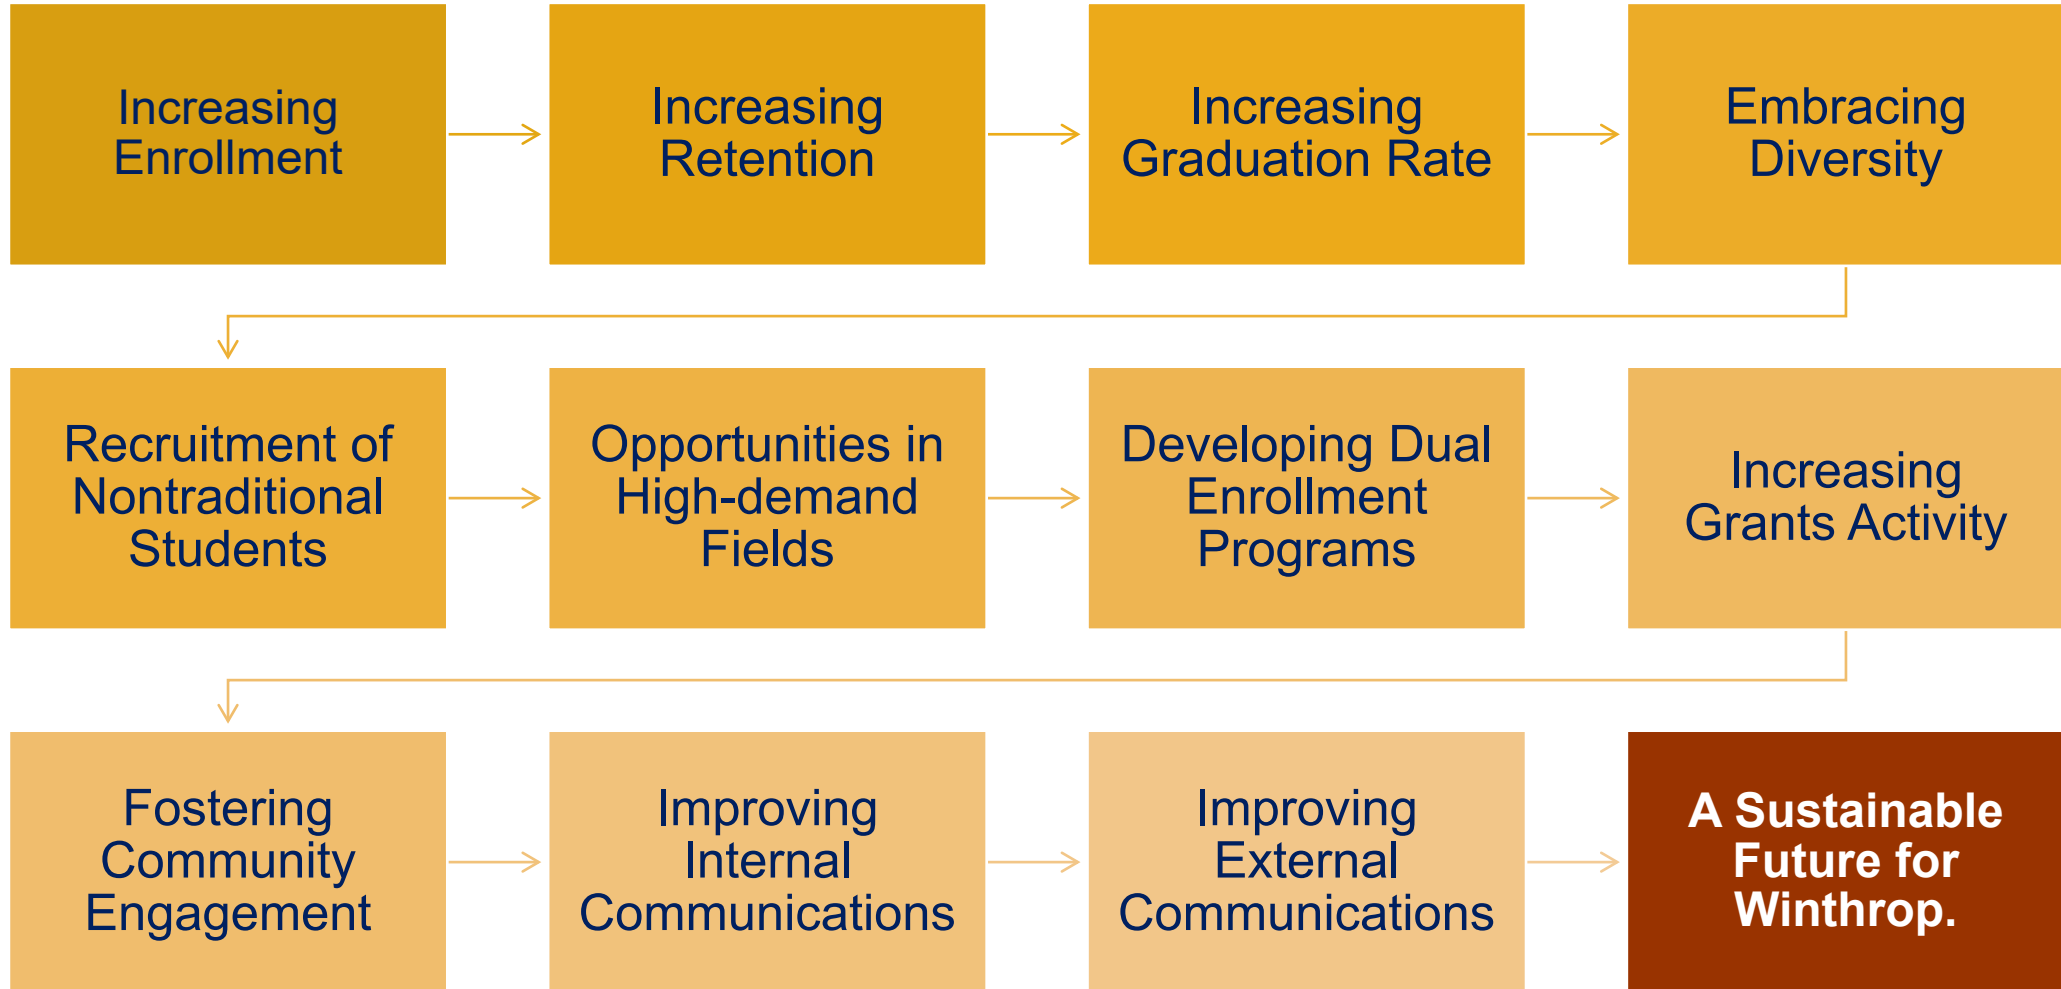 Increasing
Enrollment
Increasing
Retention
Increasing
Graduation Rate
Embracing
Diversity
Recruitment of
Nontraditional
Students
Opportunities in
High-demand
Fields
Developing Dual
Enrollment
Programs
Increasing
Grants Activity
Fostering
Community
Engagement
Improving
Internal
Communications
Improving
External
Communications
A Sustainable
Future for
Winthrop.